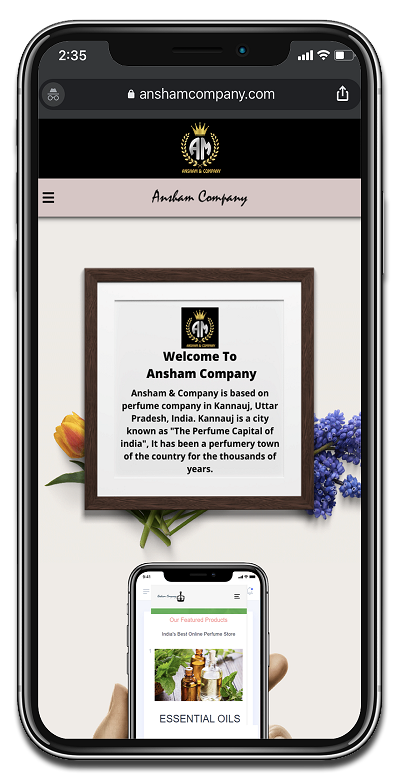 2:35
anshamcompany.com
AM
ANSHAM & COMPANY
Ansham Company
AM
ANSHAM & COMPANY
Welcome To
Ansham Company
Ansham & Company is based on
perfume company in Kannauj, Uttar
Pradesh, India. Kannauj is a city
known as "The Perfume Capital of
india", It has been a perfumery town
of the country for the thousands of
years.
9:41
Ansham Company
Our Featured Products
India's Best Online Perfume Store
ESSENTIAL OILS